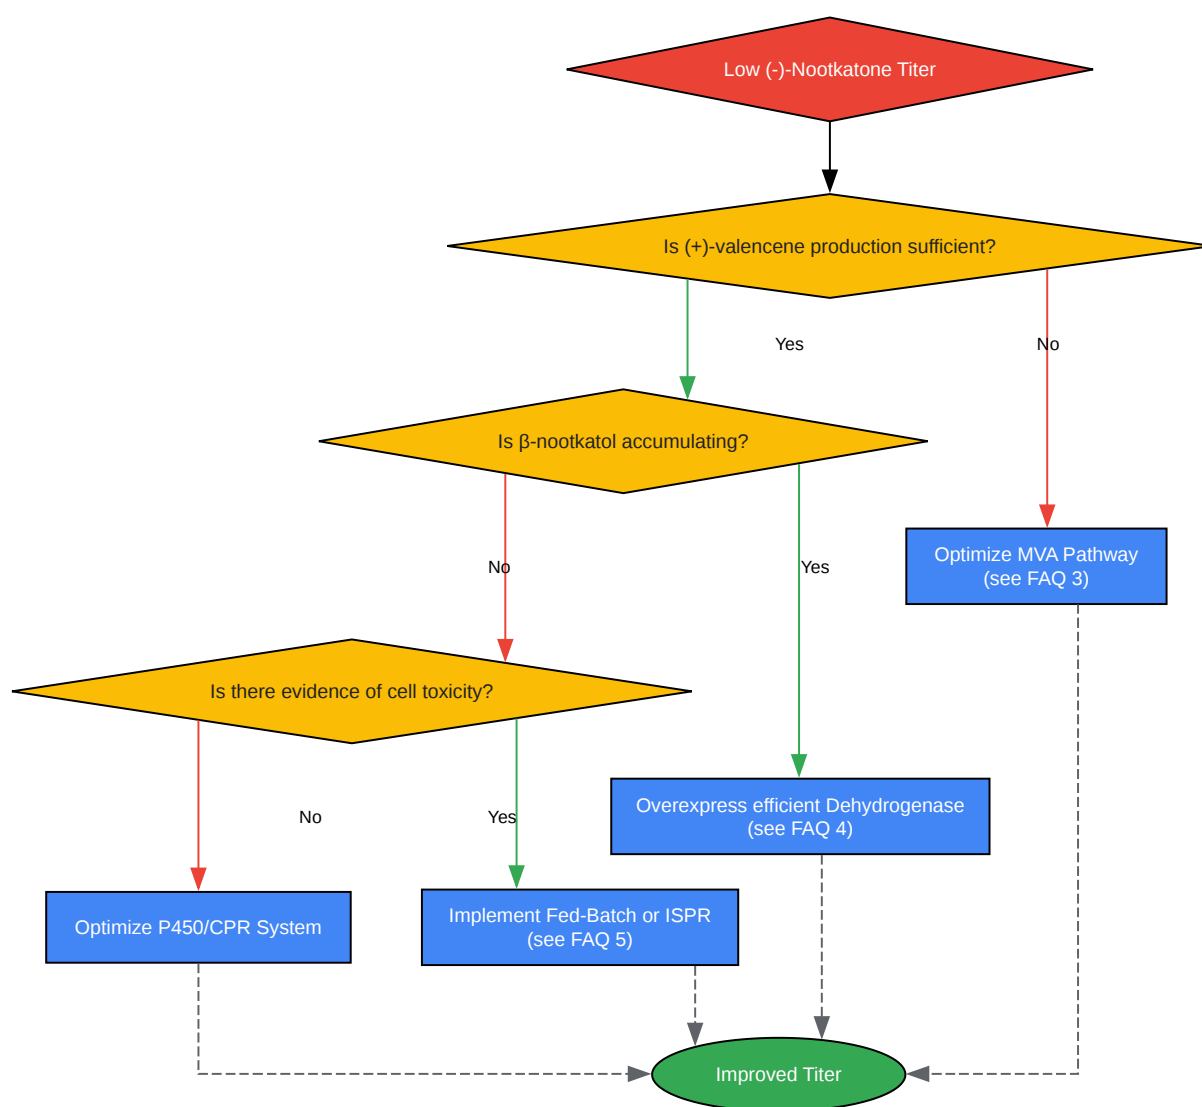 Low (-)-Nootkatone Titer
Is (+)-valencene production sufficient?
Yes
No
Is β-nootkatol accumulating?
Optimize MVA Pathway
(see FAQ 3)
No
Yes
Is there evidence of cell toxicity?
Overexpress efficient Dehydrogenase
(see FAQ 4)
No
Yes
Optimize P450/CPR System
Implement Fed-Batch or ISPR
(see FAQ 5)
Improved Titer